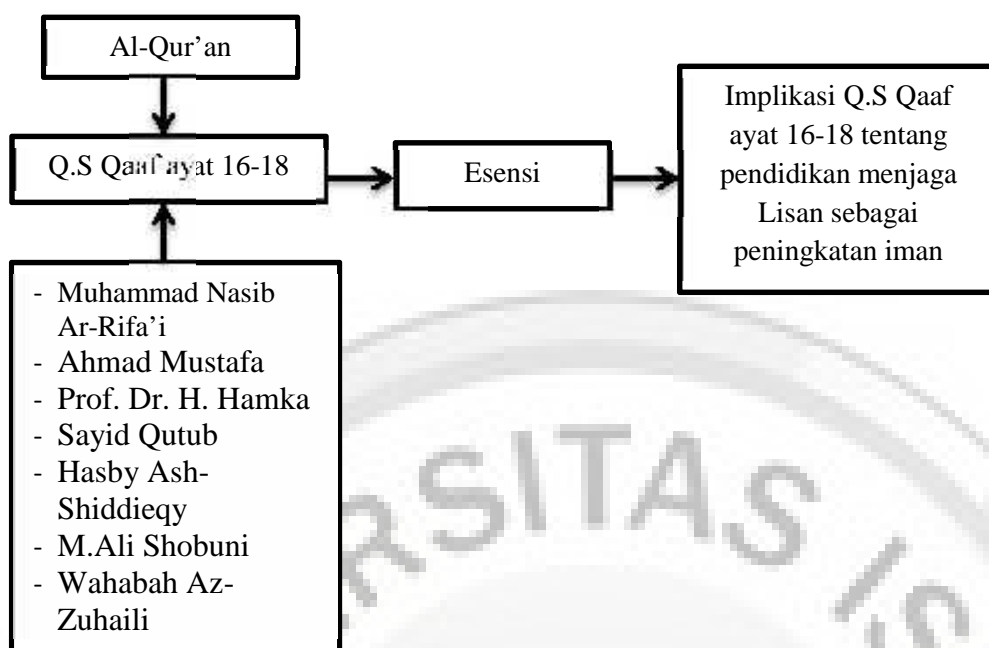 Al-Qur’an
Q.S Qaaf ayat 16-18
Esensi
Implikasi Q.S Qaaf
ayat 16-18 tentang
pendidikan menjaga
Lisan sebagai
peningkatan iman
- Muhammad Nasib
Ar-Rifa’i
- Ahmad Mustafa
- Prof. Dr. H. Hamka
- Sayid Qutub
- Hasby Ash-
Shiddieqy
- M.Ali Shobuni
- Wahabah Az-
Zuhaili
ERSITAS IS